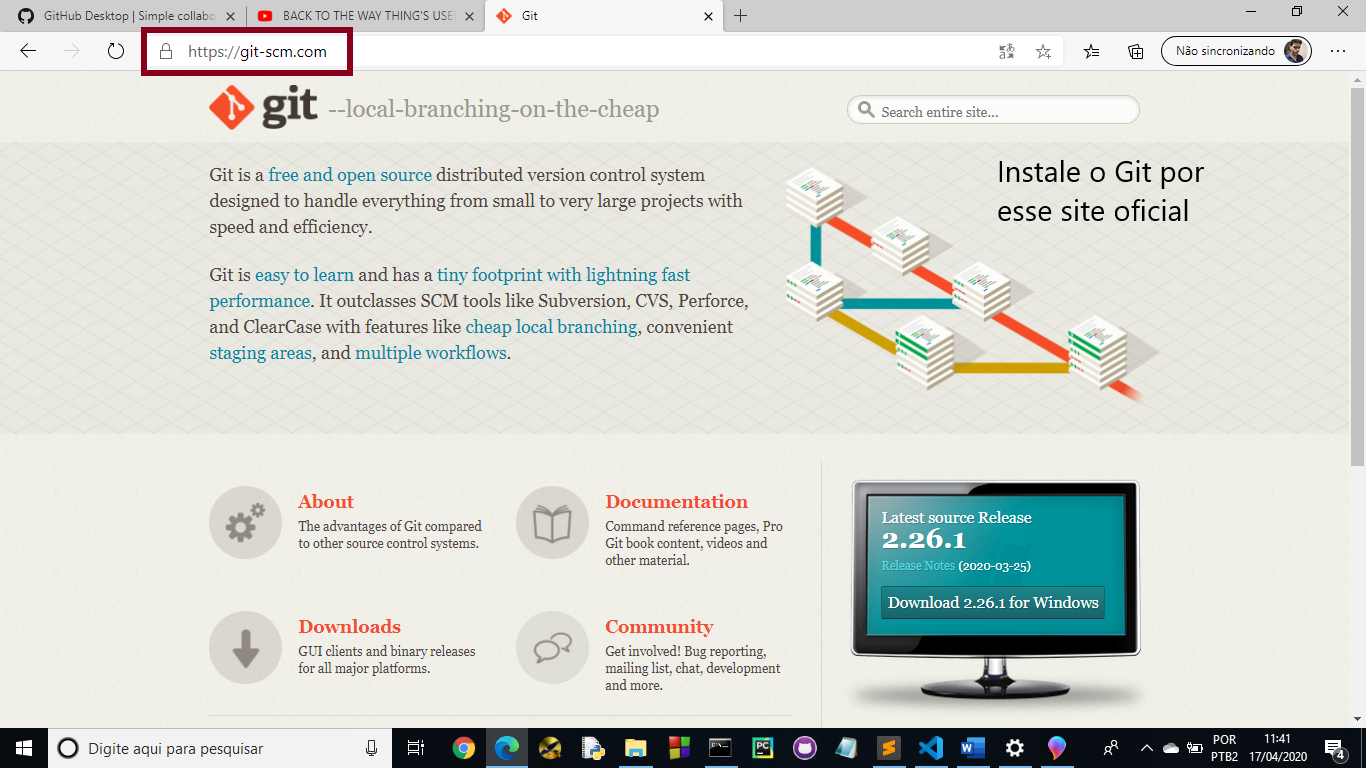 GitHub Desktop | Simple collabo
BACK TO THE WAY THING'S USE
Git
https://git-scm.com
Não sincronizando
git --local-branching-on-the-cheap
Search entire site...
Git is a free and open source distributed version control system
designed to handle everything from small to very large projects with
speed and efficiency.
Git is easy to learn and has a tiny footprint with lightning fast
performance. It outclasses SCM tools like Subversion, CVS, Perforce,
and ClearCase with features like cheap local branching, convenient
staging areas, and multiple workflows.
Instale o Git por
esse site oficial
About
The advantages of Git compared
to other source control systems.
Documentation
Command reference pages, Pro
Git book content, videos and
other material.
Downloads
GUI clients and binary releases
for all major platforms.
Community
Get involved! Bug reporting,
mailing list, chat, development
and more.
Latest source Release
2.26.1
Release Notes (2020-03-25)
Download 2.26.1 for Windows
Digite aqui para pesquisar
POR
PTB2
11:41
17/04/2020
4